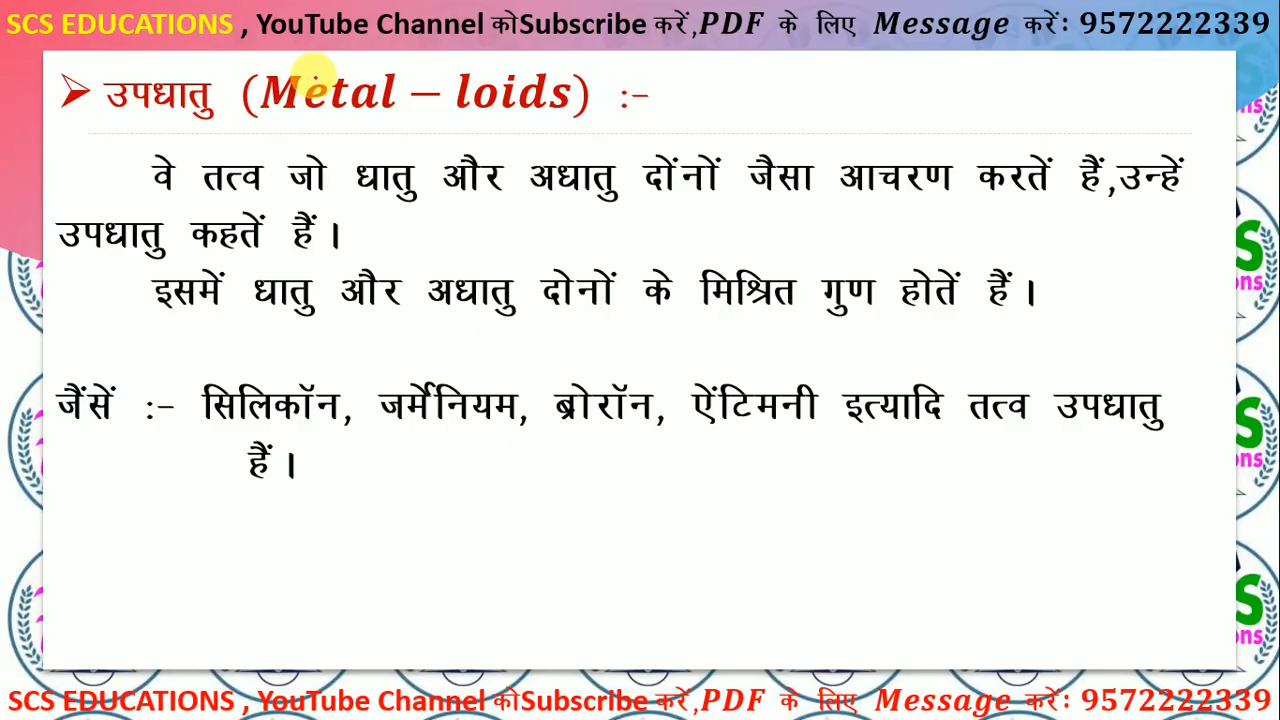 SCS EDUCATIONS , YouTube Channel कोSubscribe करें,PDF के लिए Message करें: 9572222339
➢ उपधातु (Metal – loids) :-
वे तत्व जो धातु और अधातु दोंनों जैसा आचरण करतें हैं,उन्हें
उपधातु कहतें हैं।
इसमें धातु और अधातु दोनों के मिश्रित गुण होतें हैं।
जैंसें :- सिलिकॉन, जर्मेनियम, ब्रोरॉन, ऐंटिमनी इत्यादि तत्व उपधातु
हैं।
SCS EDUCATIONS , YouTube Channel कोSubscribe करें,PDF के लिए Message करें: 9572222339